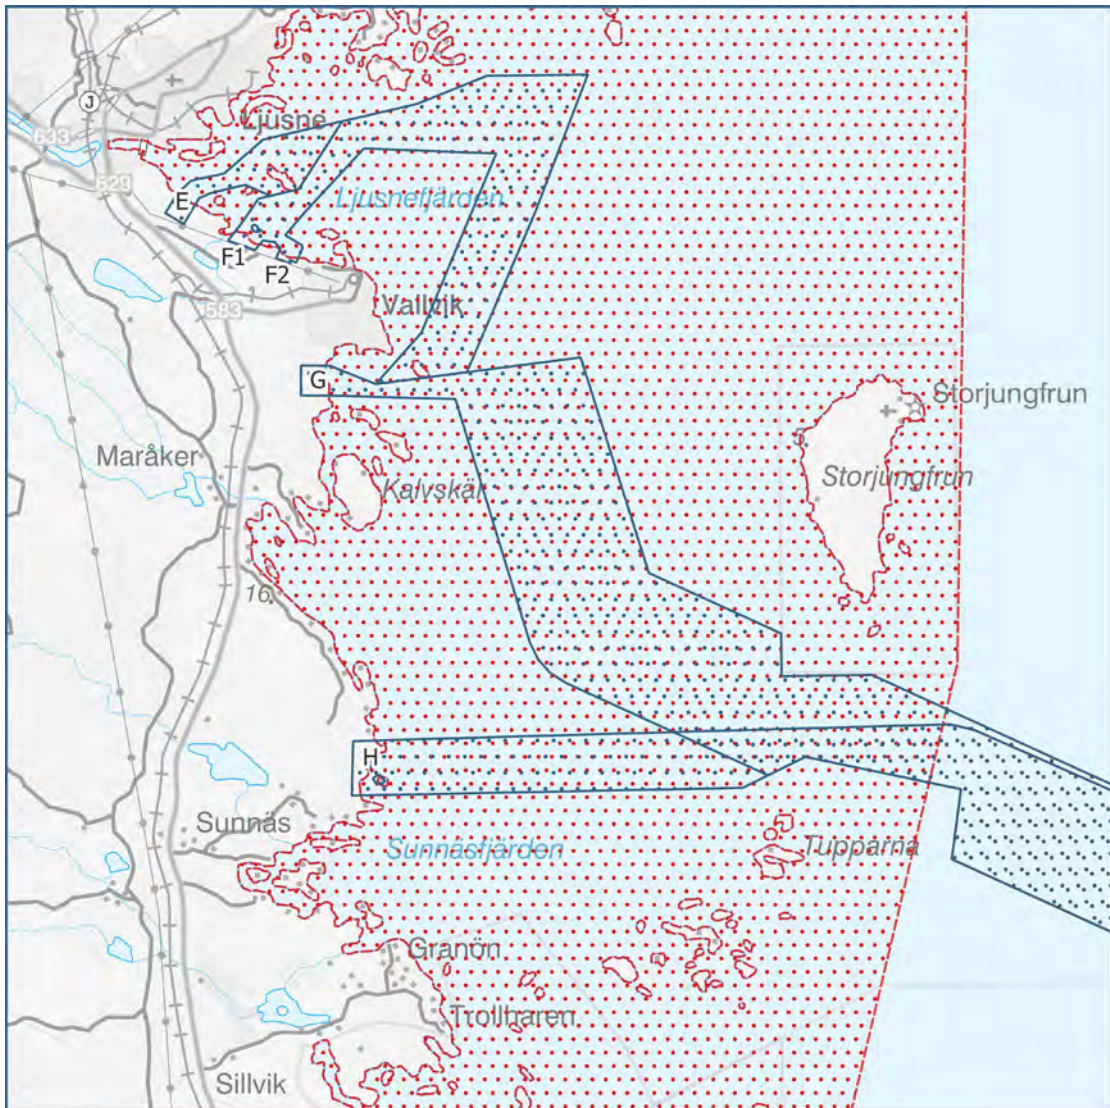 J
Ljusne
633
629
E
Ljusnefjärden
F1
F2
583
Vallvik
G
Storjungfrun
Maråker
Kalvskär
Storjungfrun
16
H
Sunnäs
Sunnäsfjärden
Tupparna
Granön
Trollharen
Sillvik